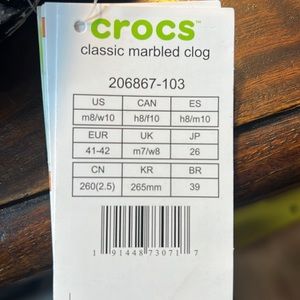 crocs™
classic marbled clog
206867-103
US CAN ES
m8/w10 h8/f10 h8/m10
EUR UK JP
41-42 m7/w8 26
CN KR BR
260(2.5) 265mm 39
1 91448 73071 7